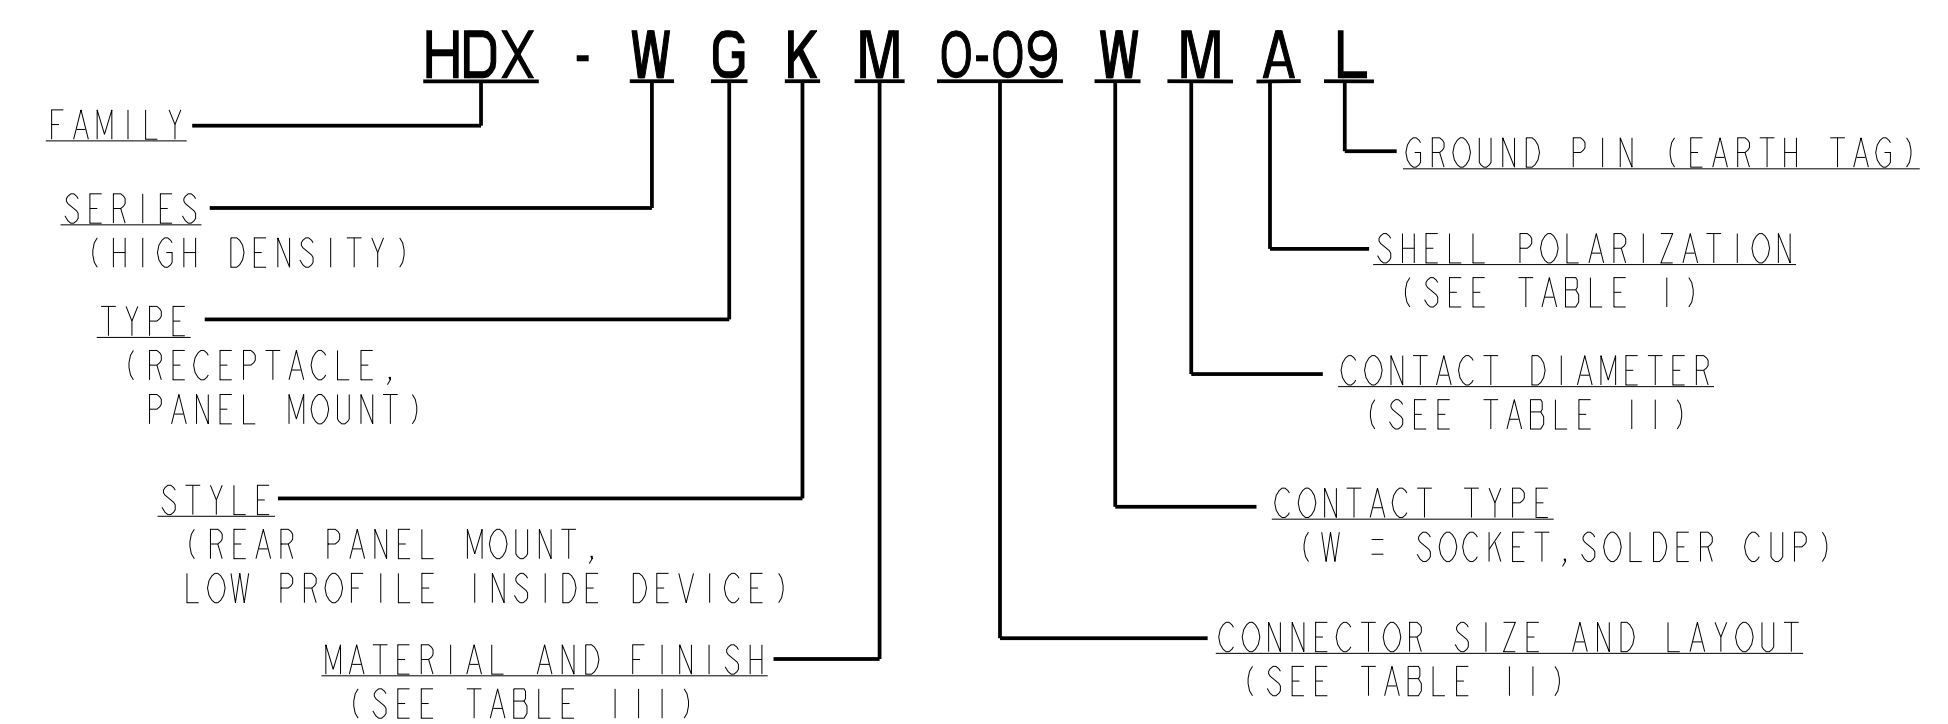 HDX - W G K M 0-09 W M A L
FAMILY
SERIES
(HIGH DENSITY)
TYPE
(RECEPTACLE,
PANEL MOUNT)
STYLE
(REAR PANEL MOUNT,
LOW PROFILE INSIDE DEVICE)
MATERIAL AND FINISH
(SEE TABLE III)
GROUND PIN (EARTH TAG)
SHELL POLARIZATION
(SEE TABLE I)
CONTACT DIAMETER
(SEE TABLE II)
CONTACT TYPE
(W = SOCKET,SOLDER CUP)
CONNECTOR SIZE AND LAYOUT
(SEE TABLE II)